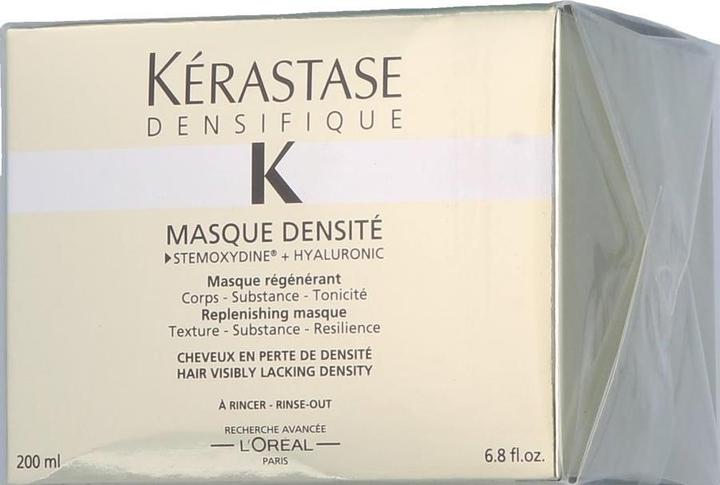 KÉRASTASE
DENSIFIQUE
K
MASQUE DENSITÉ
▶STEMOXYDINE® + HYALURONIC
Masque régénérant
Corps - Substance - Tonicité
Replenishing masque
Texture - Substance - Resilience
CHEVEUX EN PERTE DE DENSITÉ
HAIR VISIBLY LACKING DENSITY
À RINCER - RINSE-OUT
RECHERCHE AVANCÉE
L'ORÉAL
PARIS
200 ml 6.8 fl.oz.